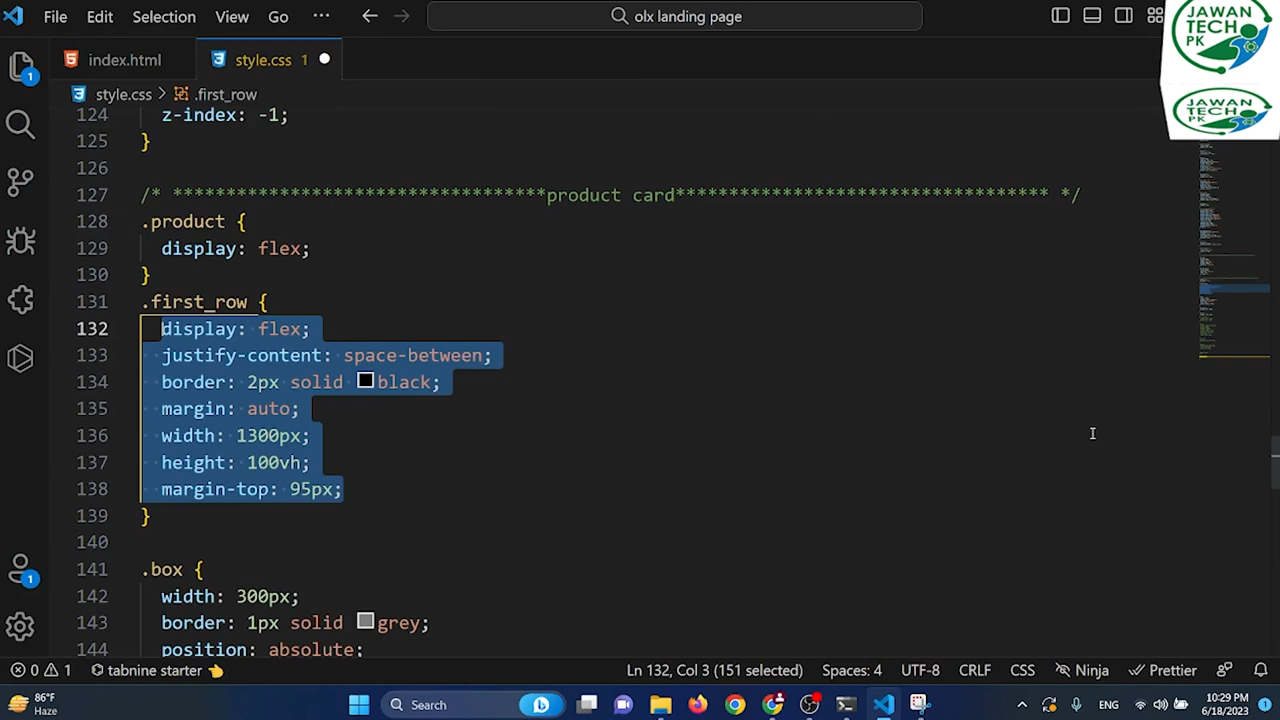 File Edit Selection View Go ··· olx landing page
JAWAN
TECH
PK
JAWAN
TECH
PK
index.html
style.css 1
style.css > .first_row
124 z-index: -1;
125 }
126
127 /* ***********************************product card*********************************** */
128 .product {
129 display: flex;
130 }
131 .first_row {
132 display: flex;
133 justify-content: space-between;
134 border: 2px solid black;
135 margin: auto;
136 width: 1300px;
137 height: 100vh;
138 margin-top: 95px;
139 }
140
141 .box {
142 width: 300px;
143 border: 1px solid grey;
144 position: absolute;
1
1
0 1 tabnine starter Ln 132, Col 3 (151 selected) Spaces: 4 UTF-8 CRLF CSS Ninja Prettier
86°F
Haze
Search
ENG
10:29 PM
6/18/2023
1